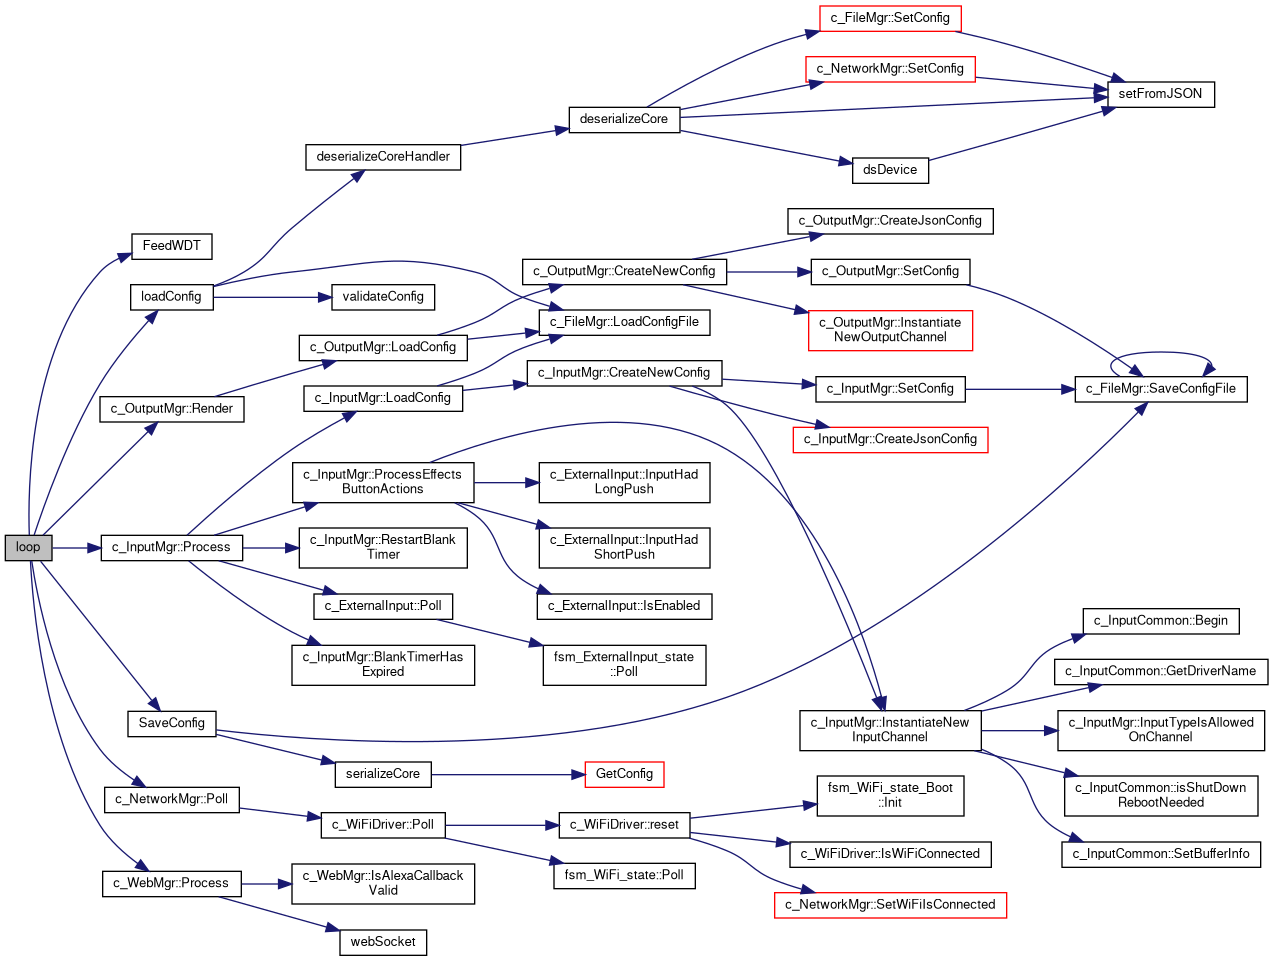 c_FileMgr::SetConfig
c_NetworkMgr::SetConfig
setFromJSON
deserializeCore
deserializeCoreHandler
dsDevice
c_OutputMgr::CreateJsonConfig
FeedWDT
c_OutputMgr::CreateNewConfig
c_OutputMgr::SetConfig
loadConfig
validateConfig
c_FileMgr::LoadConfigFile
c_OutputMgr::Instantiate
NewOutputChannel
c_OutputMgr::LoadConfig
c_InputMgr::CreateNewConfig
c_InputMgr::SetConfig
c_FileMgr::SaveConfigFile
c_InputMgr::LoadConfig
c_OutputMgr::Render
c_InputMgr::CreateJsonConfig
c_InputMgr::ProcessEffects
ButtonActions
c_ExternalInput::InputHad
LongPush
loop
c_InputMgr::Process
c_InputMgr::RestartBlank
Timer
c_ExternalInput::InputHad
ShortPush
c_ExternalInput::Poll
c_ExternalInput::IsEnabled
c_InputMgr::BlankTimerHas
Expired
fsm_ExternalInput_state
::Poll
c_InputCommon::Begin
c_InputCommon::GetDriverName
SaveConfig
c_InputMgr::InstantiateNew
InputChannel
c_InputMgr::InputTypeIsAllowed
OnChannel
serializeCore
GetConfig
c_InputCommon::isShutDown
RebootNeeded
c_NetworkMgr::Poll
fsm_WiFi_state_Boot
::Init
c_WiFiDriver::Poll
c_WiFiDriver::reset
c_WiFiDriver::IsWiFiConnected
c_InputCommon::SetBufferInfo
c_WebMgr::Process
c_WebMgr::IsAlexaCallback
Valid
fsm_WiFi_state::Poll
c_NetworkMgr::SetWiFiIsConnected
webSocket